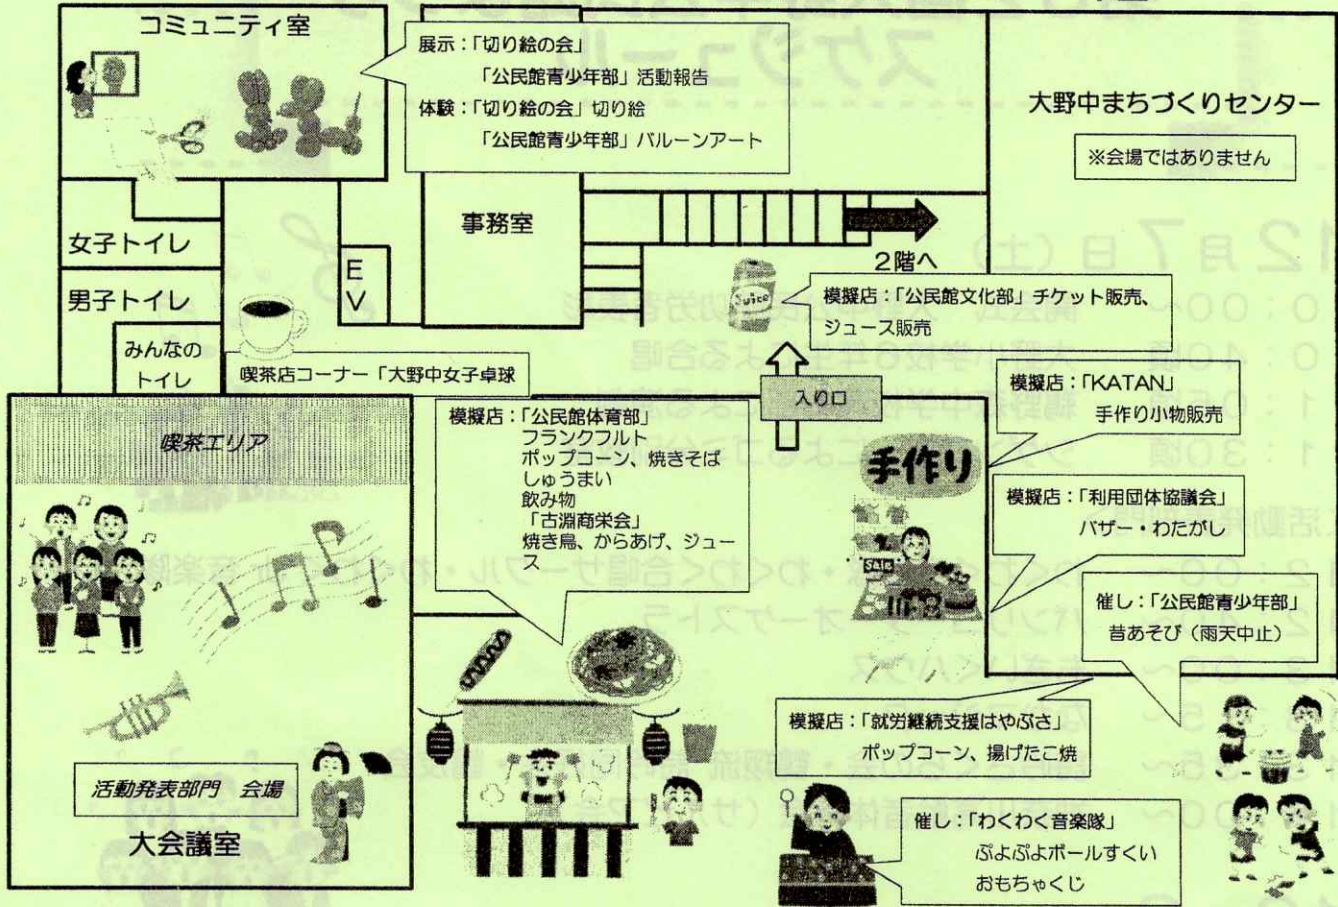 コミュニティ室
展示：「切り絵の会」
「公民館青少年部」活動報告
体験：「切り絵の会」切り絵
「公民館青少年部」バルーンアート
大野中まちづくりセンター
※会場ではありません
事務室
女子トイレ
男子トイレ
みんなの
トイレ
EV
2階へ
Juice
模擬店：「公民館文化部」チケット販売、
ジュース販売
喫茶店コーナー「大野中女子卓球
入り口
喫茶エリア
模擬店：「公民館体育部」
フランクフルト
ポップコーン、焼きそば
しゅうまい
飲み物
「古淵商栄会」
焼き鳥、からあげ、ジュー
ス
手作り
Sale
模擬店：「KATAN」
手作り小物販売
模擬店：「利用団体協議会」
バザー・わたがし
催し：「公民館青少年部」
昔あそび（雨天中止）
模擬店：「就労継続支援はやぶさ」
ポップコーン、揚げたこ焼
催し：「わくわく音楽隊」
ぷよぷよボールすくい
おもちゃくじ
活動発表部門　会場
大会議室